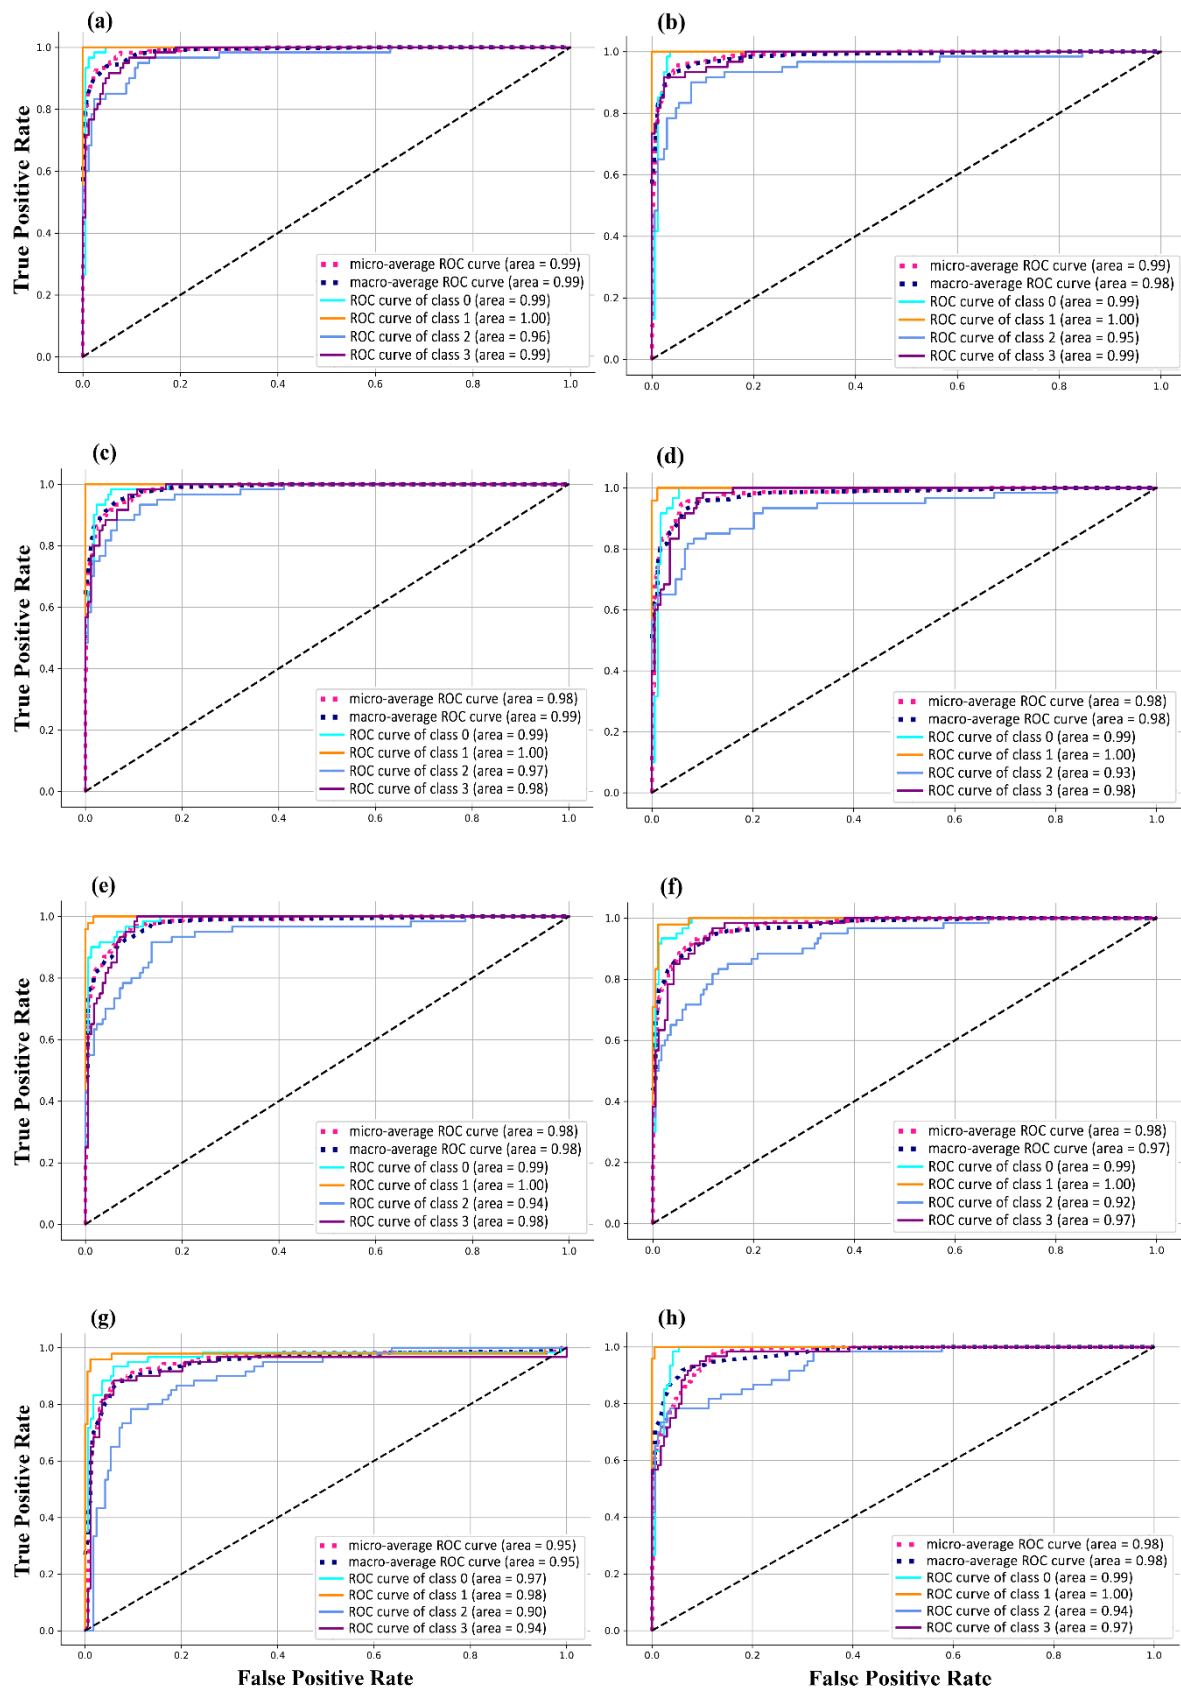 (a)
True Positive Rate
1.0
0.8
0.6
0.4
0.2
0.0
micro-average ROC curve (area = 0.99)
macro-average ROC curve (area = 0.99)
ROC curve of class 0 (area = 0.99)
ROC curve of class 1 (area = 1.00)
ROC curve of class 2 (area = 0.96)
ROC curve of class 3 (area = 0.99)
0.0 0.2 0.4 0.6 0.8 1.0
(b)
1.0
0.8
0.6
0.4
0.2
0.0
micro-average ROC curve (area = 0.99)
macro-average ROC curve (area = 0.98)
ROC curve of class 0 (area = 0.99)
ROC curve of class 1 (area = 1.00)
ROC curve of class 2 (area = 0.95)
ROC curve of class 3 (area = 0.99)
0.0 0.2 0.4 0.6 0.8 1.0
(c)
True Positive Rate
1.0
0.8
0.6
0.4
0.2
0.0
micro-average ROC curve (area = 0.98)
macro-average ROC curve (area = 0.99)
ROC curve of class 0 (area = 0.99)
ROC curve of class 1 (area = 1.00)
ROC curve of class 2 (area = 0.97)
ROC curve of class 3 (area = 0.98)
0.0 0.2 0.4 0.6 0.8 1.0
(d)
1.0
0.8
0.6
0.4
0.2
0.0
micro-average ROC curve (area = 0.98)
macro-average ROC curve (area = 0.98)
ROC curve of class 0 (area = 0.99)
ROC curve of class 1 (area = 1.00)
ROC curve of class 2 (area = 0.93)
ROC curve of class 3 (area = 0.98)
0.0 0.2 0.4 0.6 0.8 1.0
(e)
True Positive Rate
1.0
0.8
0.6
0.4
0.2
0.0
micro-average ROC curve (area = 0.98)
macro-average ROC curve (area = 0.98)
ROC curve of class 0 (area = 0.99)
ROC curve of class 1 (area = 1.00)
ROC curve of class 2 (area = 0.94)
ROC curve of class 3 (area = 0.98)
0.0 0.2 0.4 0.6 0.8 1.0
(f)
1.0
0.8
0.6
0.4
0.2
0.0
micro-average ROC curve (area = 0.98)
macro-average ROC curve (area = 0.97)
ROC curve of class 0 (area = 0.99)
ROC curve of class 1 (area = 1.00)
ROC curve of class 2 (area = 0.92)
ROC curve of class 3 (area = 0.97)
0.0 0.2 0.4 0.6 0.8 1.0
(g)
True Positive Rate
1.0
0.8
0.6
0.4
0.2
0.0
micro-average ROC curve (area = 0.95)
macro-average ROC curve (area = 0.95)
ROC curve of class 0 (area = 0.97)
ROC curve of class 1 (area = 0.98)
ROC curve of class 2 (area = 0.90)
ROC curve of class 3 (area = 0.94)
0.0 0.2 0.4 0.6 0.8 1.0
False Positive Rate
(h)
1.0
0.8
0.6
0.4
0.2
0.0
micro-average ROC curve (area = 0.98)
macro-average ROC curve (area = 0.98)
ROC curve of class 0 (area = 0.99)
ROC curve of class 1 (area = 1.00)
ROC curve of class 2 (area = 0.94)
ROC curve of class 3 (area = 0.97)
0.0 0.2 0.4 0.6 0.8 1.0
False Positive Rate